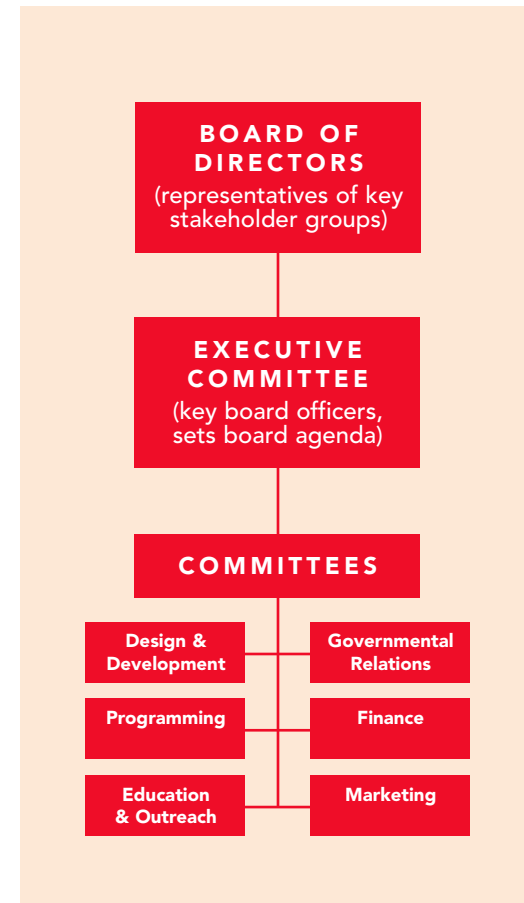 BOARD OF
DIRECTORS
(representatives of key
stakeholder groups)
EXECUTIVE
COMMITTEE
(key board officers,
sets board agenda)
COMMITTEES
Design &
Development
Governmental
Relations
Programming
Finance
Education
& Outreach
Marketing